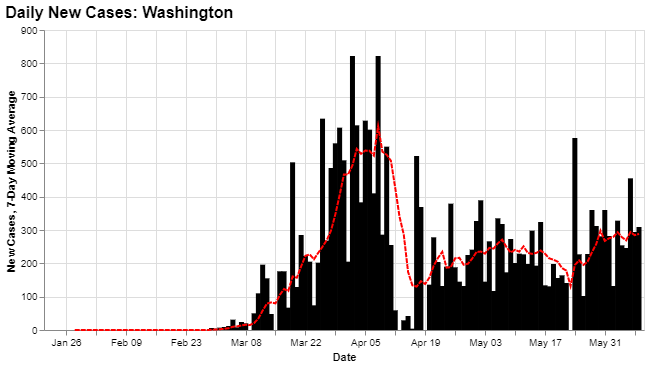 Daily New Cases: Washington
900
800
700
600
500
400
300
200
100
0
New Cases, 7-Day Moving Average
Jan 26 Feb 09 Feb 23 Mar 08 Mar 22 Apr 05 Apr 19 May 03 May 17 May 31
Date